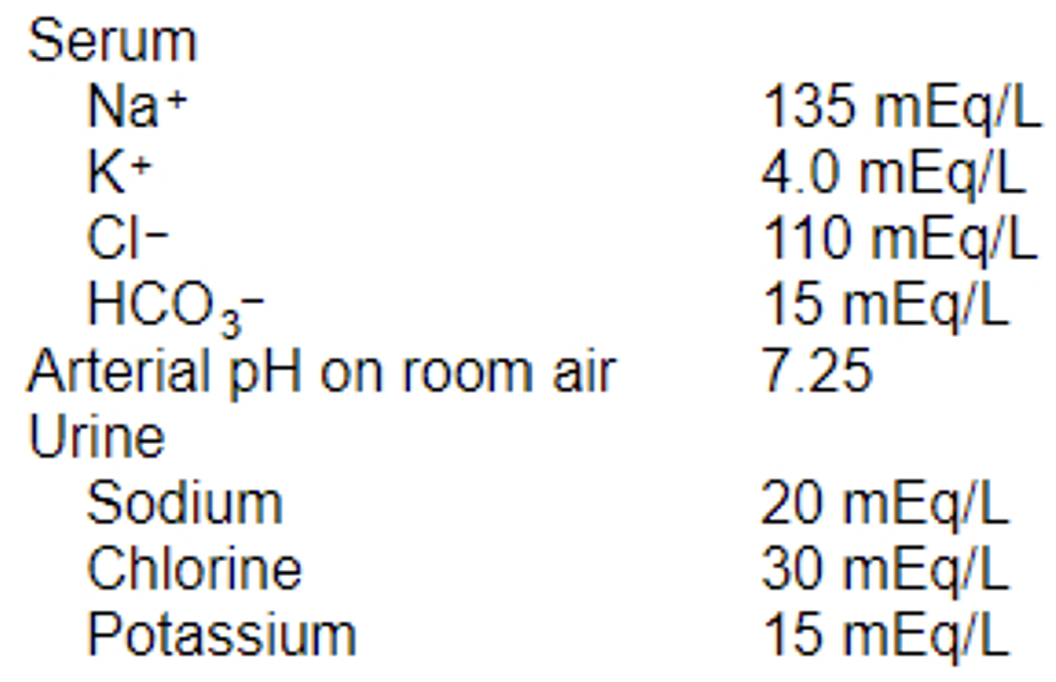 Serum
Na⁺ 135 mEq/L
K⁺ 4.0 mEq/L
Cl⁻ 110 mEq/L
HCO₃⁻ 15 mEq/L
Arterial pH on room air 7.25
Urine
Sodium 20 mEq/L
Chlorine 30 mEq/L
Potassium 15 mEq/L